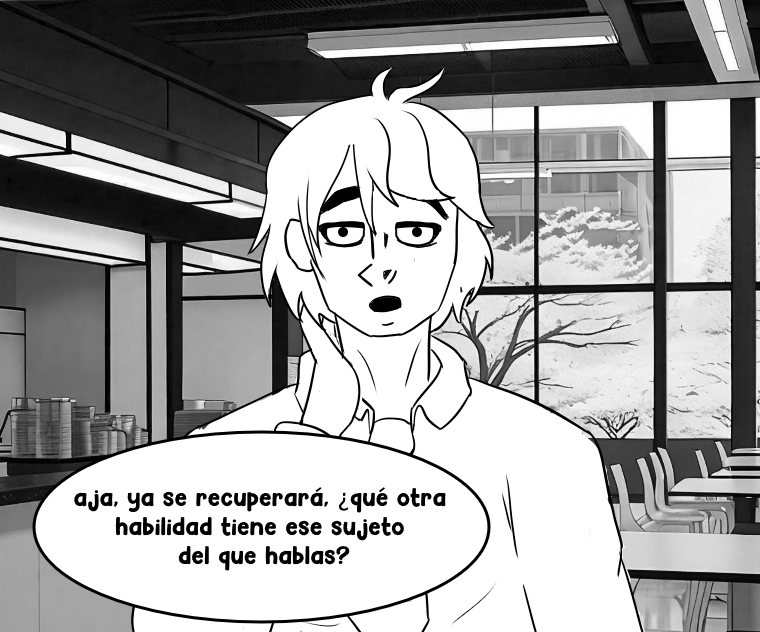 aja, ya se recuperará, ¿qué otra
habilidad tiene ese sujeto
del que hablas?